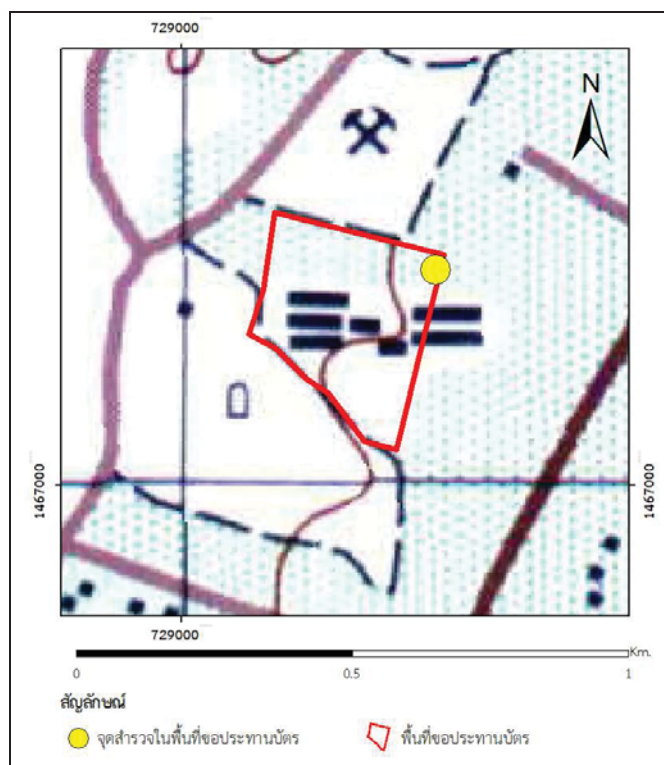 729000
N
1467000
1467000
729000
Km.
0 0.5 1
สัญลักษณ์
จุดสำรวจในพื้นที่ขอประทานบัตร พื้นที่ขอประทานบัตร